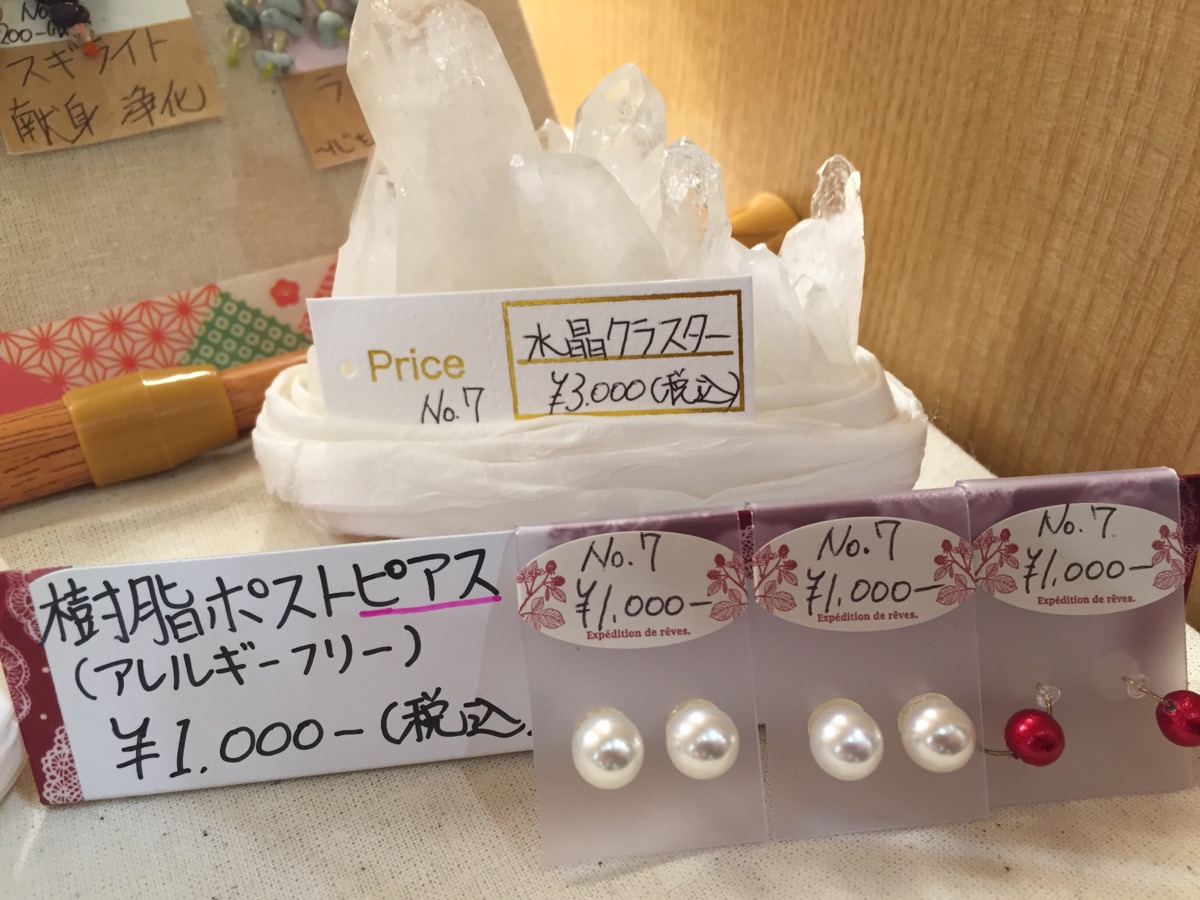 No
200-
スギライト
献身 浄化
ラ
Price
No.7
水晶クラスター
¥3.000(税込)
樹脂ポストピアス
(アレルギーフリー)
¥1.000-(税込
No.7
¥1,000-
Expédition de rêves.
No.7
¥1,000-
Expédition de rêves.
No.7
¥1,000-
Expédition de rêves.